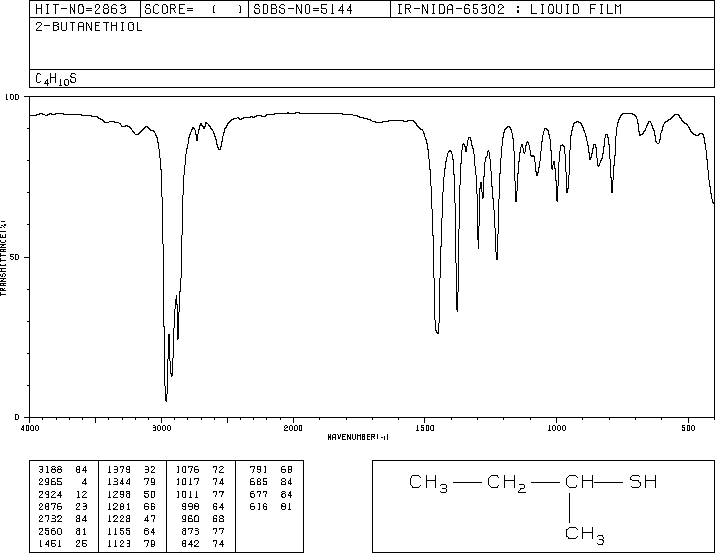 HIT-NO=2863 SCORE= ( ) SDBS-NO=5144 IR-NIDA-65302 : LIQUID FILM
2-BUTANETHIOL
C4H10S
100
50
0
TRANSMITTANCE(%)
4000 3000 2000 1500 1000 500
WAVENUMBER(-1)
3188 84 1379 32 1076 72 791 68
2965 4 1344 79 1017 74 685 84
2924 12 1298 50 1011 77 677 84
2876 23 1281 66 998 64 616 81
2732 84 1228 47 960 68
2560 81 1155 64 873 77
1461 26 1123 79 842 74
CH3 CH2 CH SH
CH3